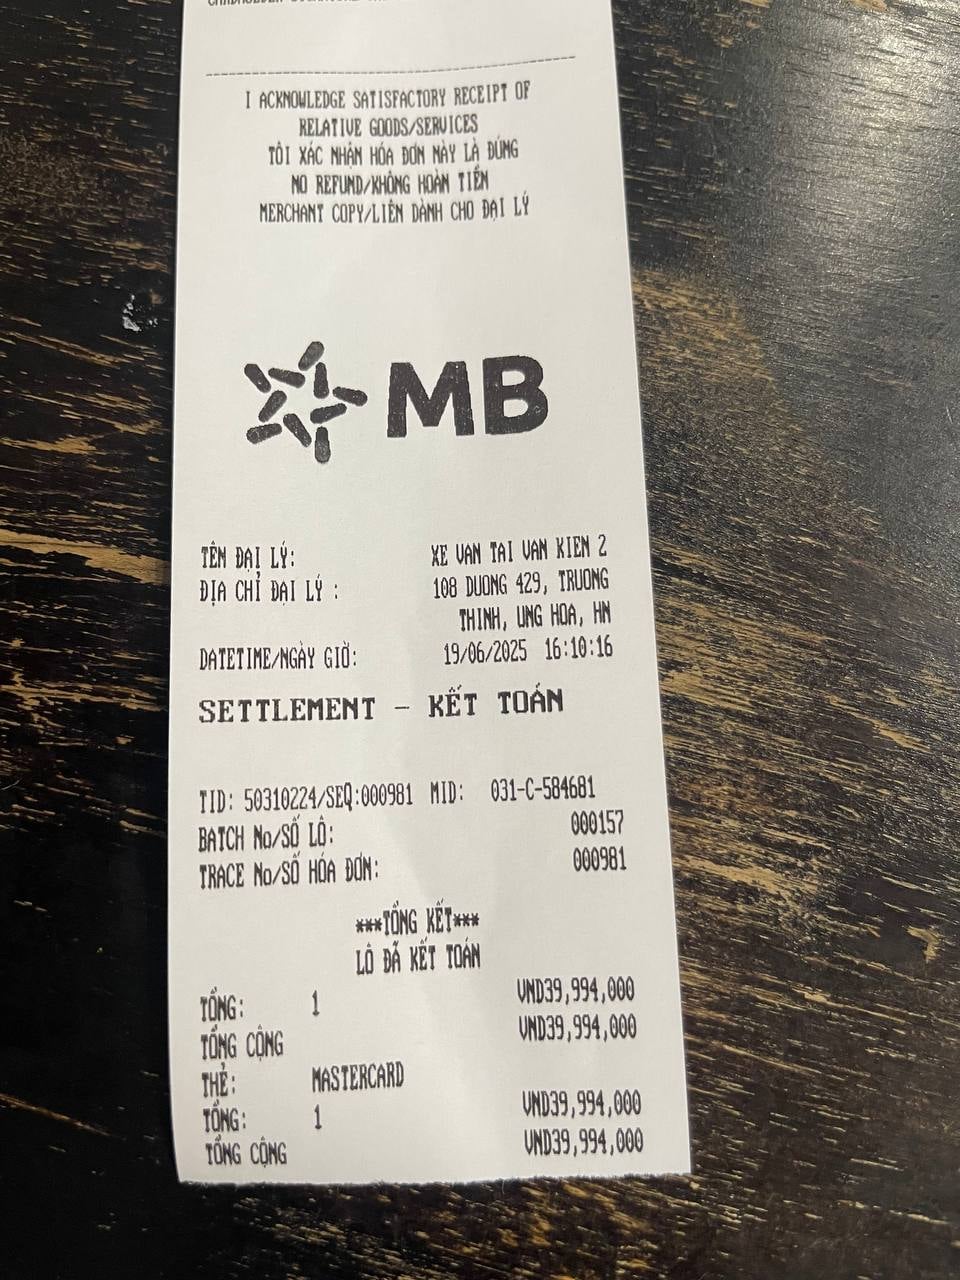 I ACKNOWLEDGE SATISFACTORY RECEIPT OF
RELATIVE GOODS/SERVICES
TÔI XÁC NHẬN HÓA ĐƠN NÀY LÀ ĐÚNG
NO REFUND/KHÔNG HOÀN TIỀN
MERCHANT COPY/LIÊN DÀNH CHO ĐẠI LÝ
MB
TÊN ĐẠI LÝ: XE VAN TAI VAN KIEN 2
ĐỊA CHỈ ĐẠI LÝ : 108 DUONG 429, TRUONG
THINH, UNG HOA, HN
DATETIME/NGÀY GIỜ: 19/06/2025 16:10:16
SETTLEMENT - KẾT TOÁN
TID: 50310224/SEQ:000981 MID: 031-C-584681
BATCH No/SỐ LÔ: 000157
TRACE No/SỐ HÓA ĐƠN: 000981
***TỔNG KẾT***
LÔ ĐÃ KẾT TOÁN
TỔNG: 1 VND39,994,000
TỔNG CỘNG VND39,994,000
THẺ: MASTERCARD
TỔNG: 1 VND39,994,000
TỔNG CỘNG VND39,994,000